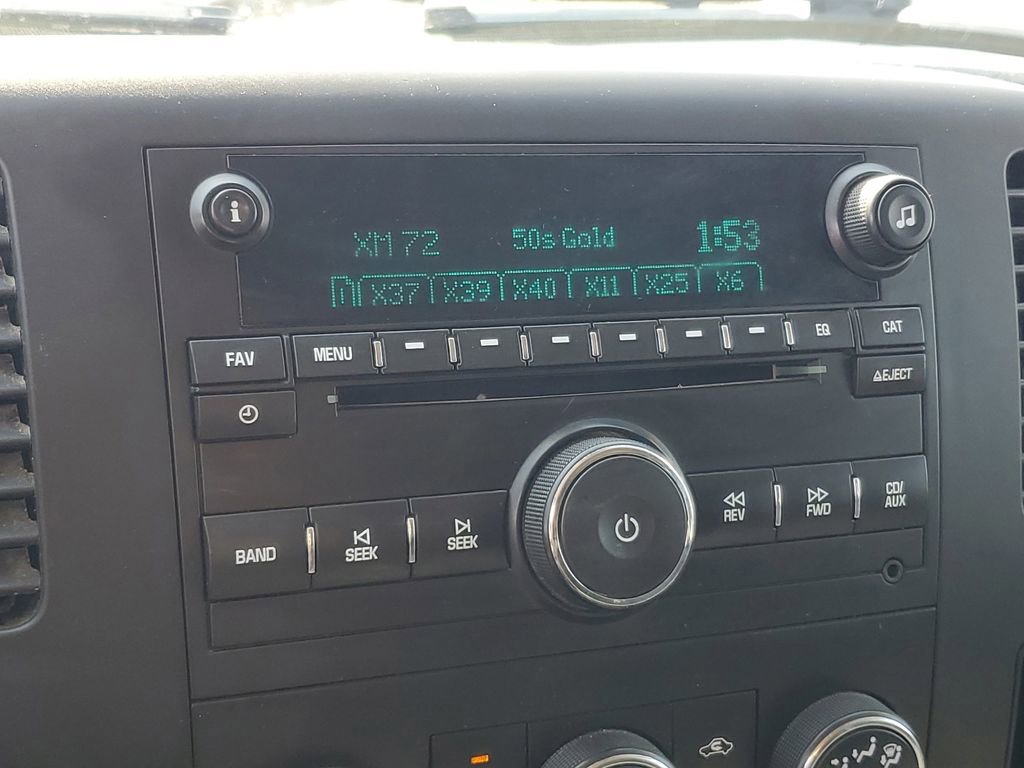 i
XM 72 50s Gold 1:53
X37 X39 X40 X11 X25 X6
FAV MENU EQ CAT
EJECT
BAND SEEK SEEK REV FWD CD/
AUX